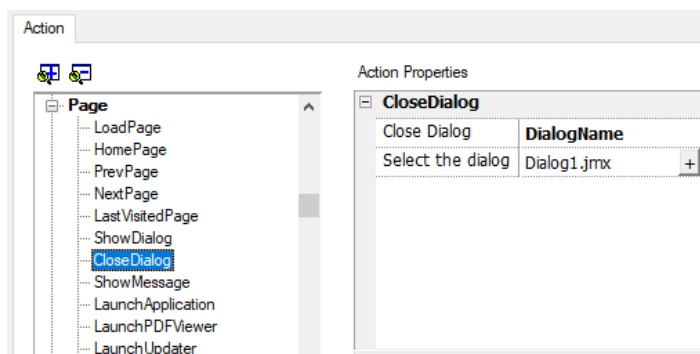 Action
Action Properties
Page
LoadPage
HomePage
PrevPage
NextPage
LastVisitedPage
ShowDialog
CloseDialog
ShowMessage
LaunchApplication
LaunchPDFViewer
LaunchUpdater
CloseDialog
Close Dialog DialogName
Select the dialog Dialog1.jmx +